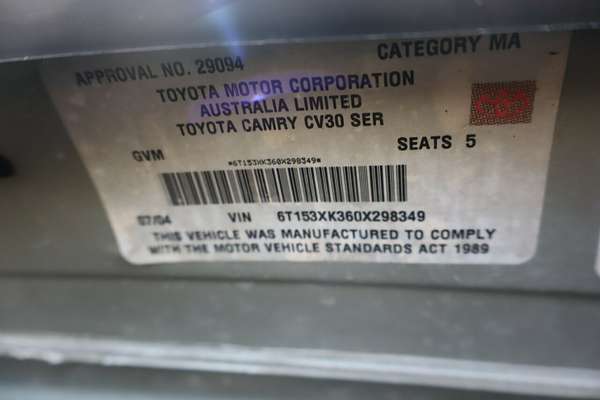 APPROVAL NO. 29094 CATEGORY MA
TOYOTA MOTOR CORPORATION
AUSTRALIA LIMITED
TOYOTA CAMRY CV30 SER
GVM SEATS 5
*6T153XK360X298349*
07/04 VIN 6T153XK360X298349
THIS VEHICLE WAS MANUFACTURED TO COMPLY
WITH THE MOTOR VEHICLE STANDARDS ACT 1989